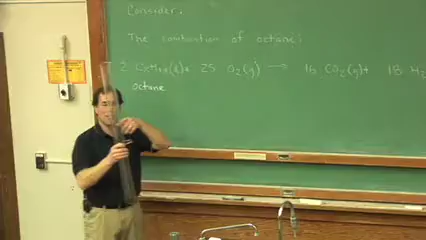 Consider:
The combustion of octane:
2 C8H18(l) + 25 O2(g) → 16 CO2(g) + 18 H2
octane